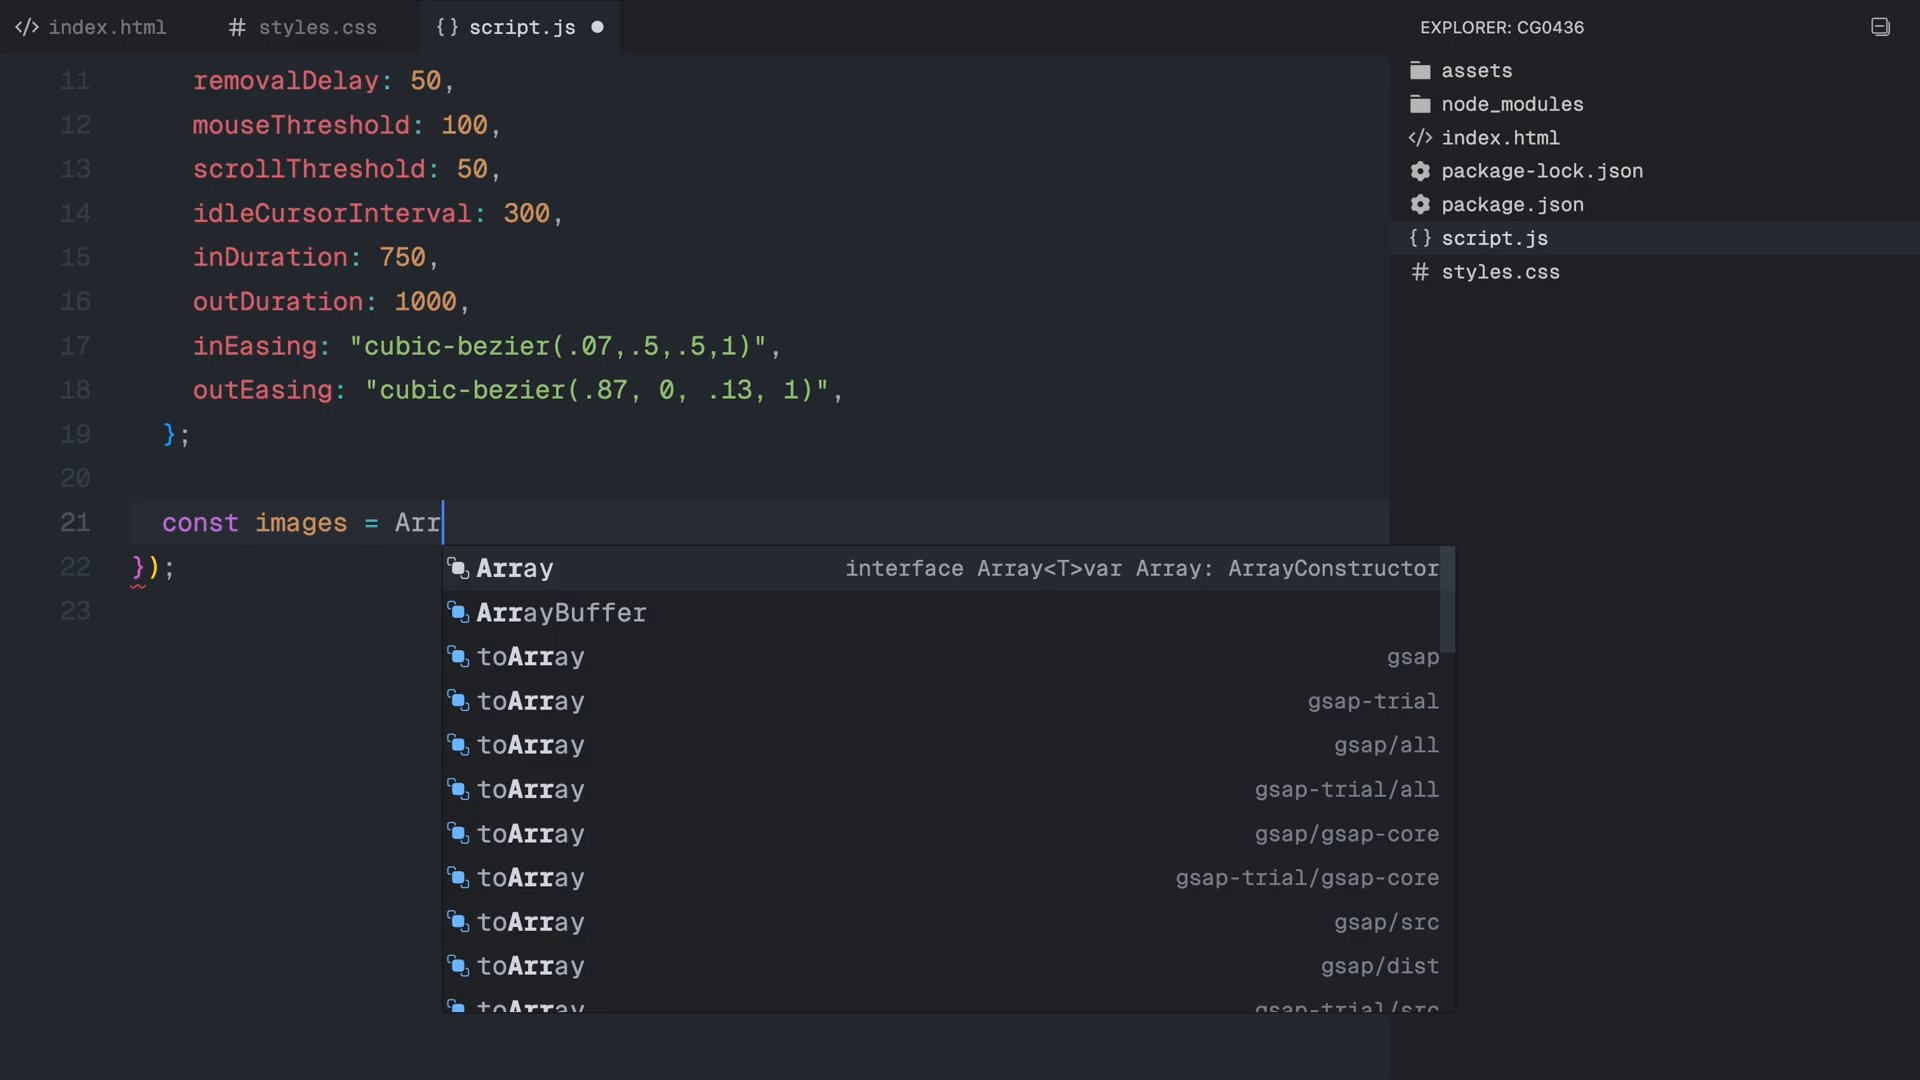 </> index.html
# styles.css
{} script.js
EXPLORER: CG0436
11 removalDelay: 50,
12 mouseThreshold: 100,
13 scrollThreshold: 50,
14 idleCursorInterval: 300,
15 inDuration: 750,
16 outDuration: 1000,
17 inEasing: "cubic-bezier(.07,.5,.5,1)",
18 outEasing: "cubic-bezier(.87, 0, .13, 1)",
19 };
20
21 const images = Arr
22 });
23
Array interface Array<T>var Array: ArrayConstructor
ArrayBuffer
toArray gsap
toArray gsap-trial
toArray gsap/all
toArray gsap-trial/all
toArray gsap/gsap-core
toArray gsap-trial/gsap-core
toArray gsap/src
toArray gsap/dist
toArray gsap-trial/src
assets
node_modules
</> index.html
package-lock.json
package.json
{} script.js
# styles.css